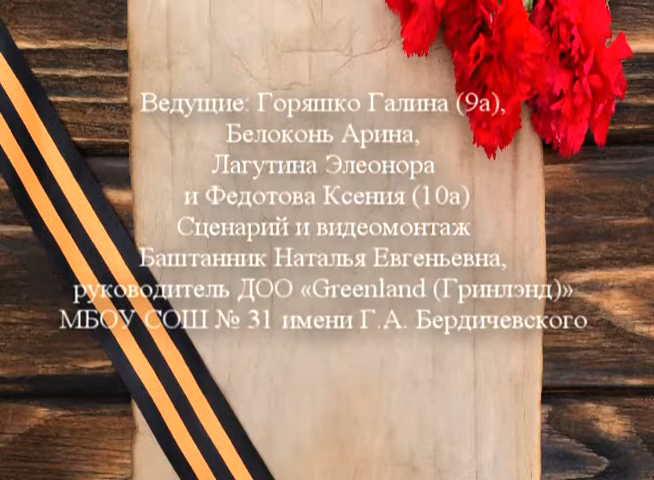 Ведущие: Горяшко Галина (9а),
Белоконь Арина,
Лагутина Элеонора
и Федотова Ксения (10а)
Сценарий и видеомонтаж
Баштанник Наталья Евгеньевна,
руководитель ДОО «Greenland (Гринлэнд)»
МБОУ СОШ № 31 имени Г.А. Бердичевского